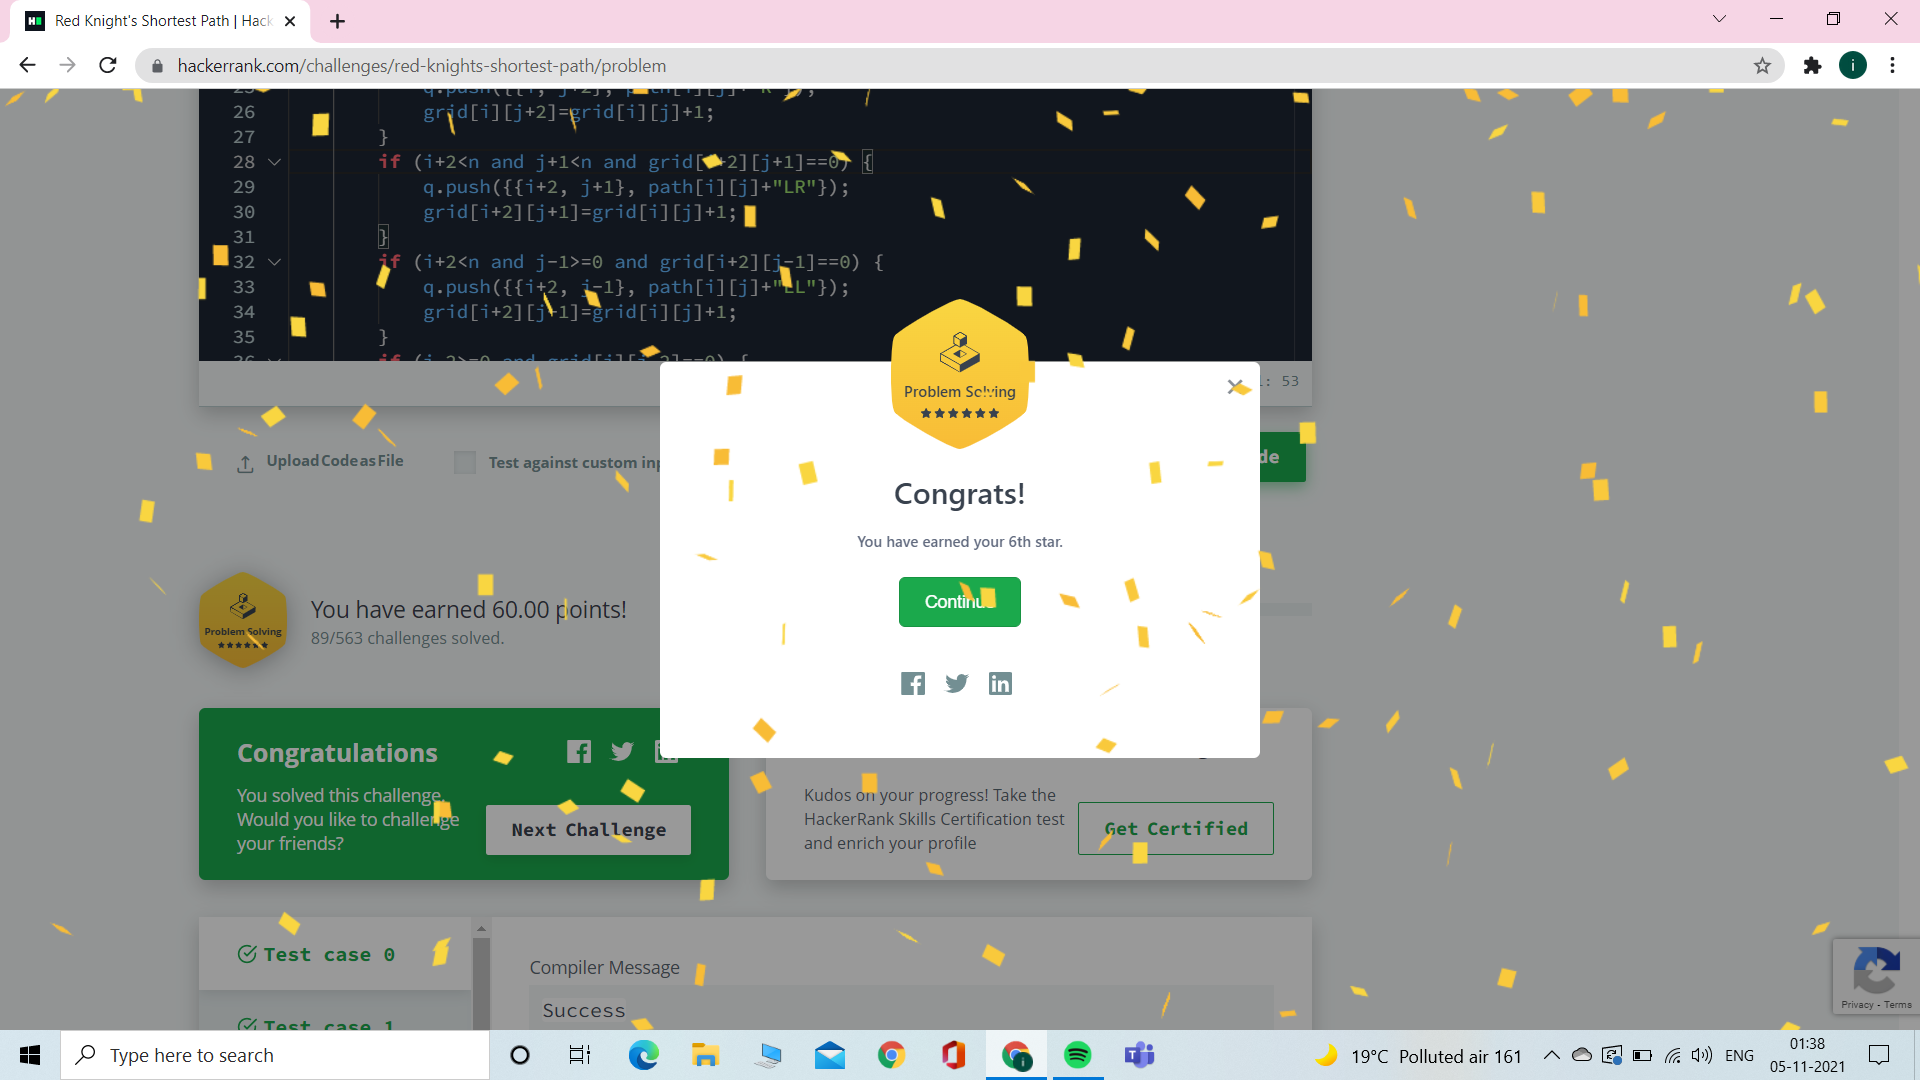 Red Knight's Shortest Path | Hack
hackerrank.com/challenges/red-knights-shortest-path/problem
i
26 grid[i][j+2]=grid[i][j]+1;
27 }
28 if (i+2<n and j+1<n and grid[i+2][j+1]==0) {
29 q.push({{i+2, j+1}, path[i][j]+"LR"});
30 grid[i+2][j+1]=grid[i][j]+1;
31 }
32 if (i+2<n and j-1>=0 and grid[i+2][j-1]==0) {
33 q.push({{i+2, j-1}, path[i][j]+"LL"});
34 grid[i+2][j-1]=grid[i][j]+1;
35 }
: 53
Upload Code as File
Test against custom inp
de
Problem Solving
Congrats!
You have earned your 6th star.
Continue
Problem Solving
You have earned 60.00 points!
89/563 challenges solved.
Congratulations
You solved this challenge.
Would you like to challenge
your friends?
Next Challenge
Kudos on your progress! Take the
HackerRank Skills Certification test
and enrich your profile
Get Certified
Test case 0
Test case 1
Compiler Message
Success
Privacy - Terms
Type here to search
19°C Polluted air 161
ENG
01:38
05-11-2021